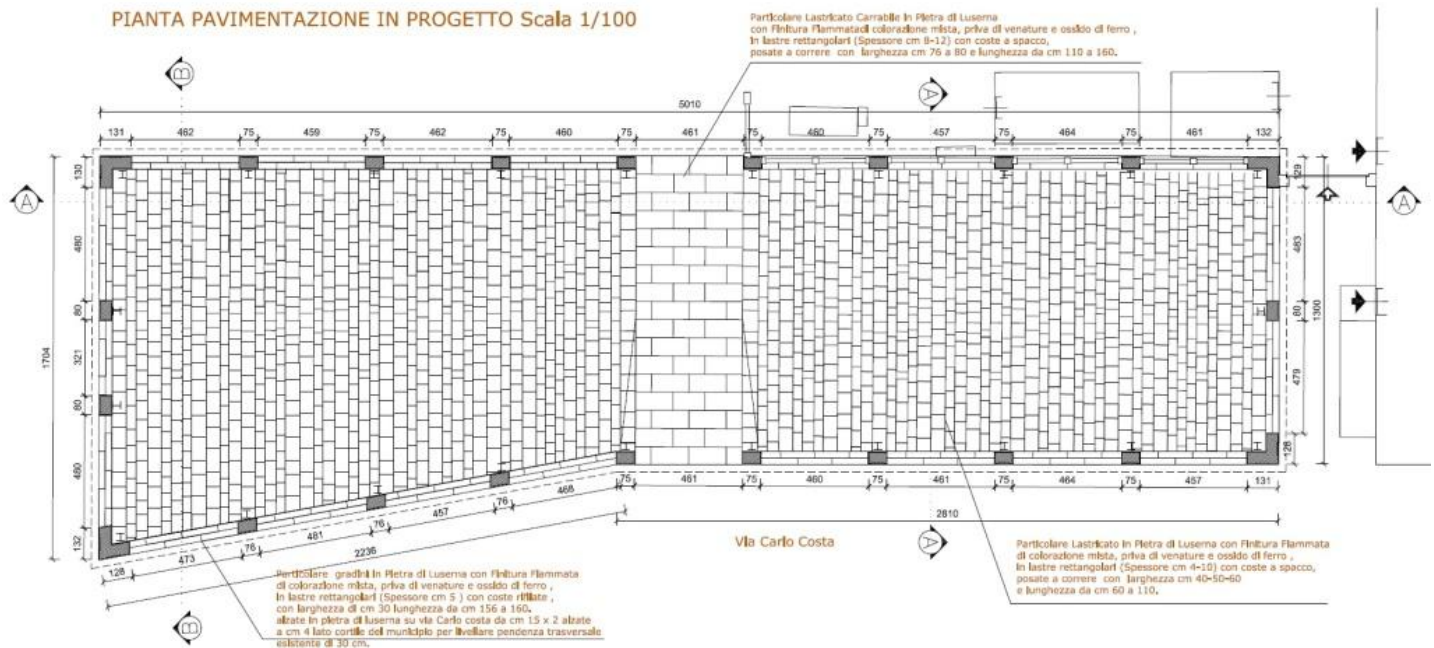 PIANTA PAVIMENTAZIONE IN PROGETTO Scala 1/100
Particolare Lastricato Carrabile in Pietra di Luserna
con Finitura Fiammatadi colorazione mista, priva di venature e ossido di ferro ,
in lastre rettangolari (Spessore cm 8-12) con coste a spacco,
posate a correre con larghezza cm 76 a 80 e lunghezza da cm 110 a 160.
B
A
5010
131 462 75 459 75 462 75 460 75 461 75 460 75 457 75 464 75 461 132
1704
130
480
80
321
80
480
132
129
483
80
479
128
1300
A
A
75 461 75 460 75 461 75 464 75 457 131
2810
128 473 76 481 76 457 76 468
2236
Via Carlo Costa
A
B
Particolare gradini in Pietra di Luserna con Finitura Fiammata
di colorazione mista, priva di venature e ossido di ferro ,
in lastre rettangolari (Spessore cm 5 ) con coste rifilate ,
con larghezza di cm 30 lunghezza da cm 156 a 160.
alzate in pietra di luserna su via Carlo costa da cm 15 x 2 alzate
a cm 4 lato cortile del municipio per livellare pendenza trasversale
esistente di 30 cm.
Particolare Lastricato in Pietra di Luserna con Finitura Fiammata
di colorazione mista, priva di venature e ossido di ferro ,
in lastre rettangolari (Spessore cm 4-10) con coste a spacco,
posate a correre con larghezza cm 40-50-60
e lunghezza da cm 60 a 110.